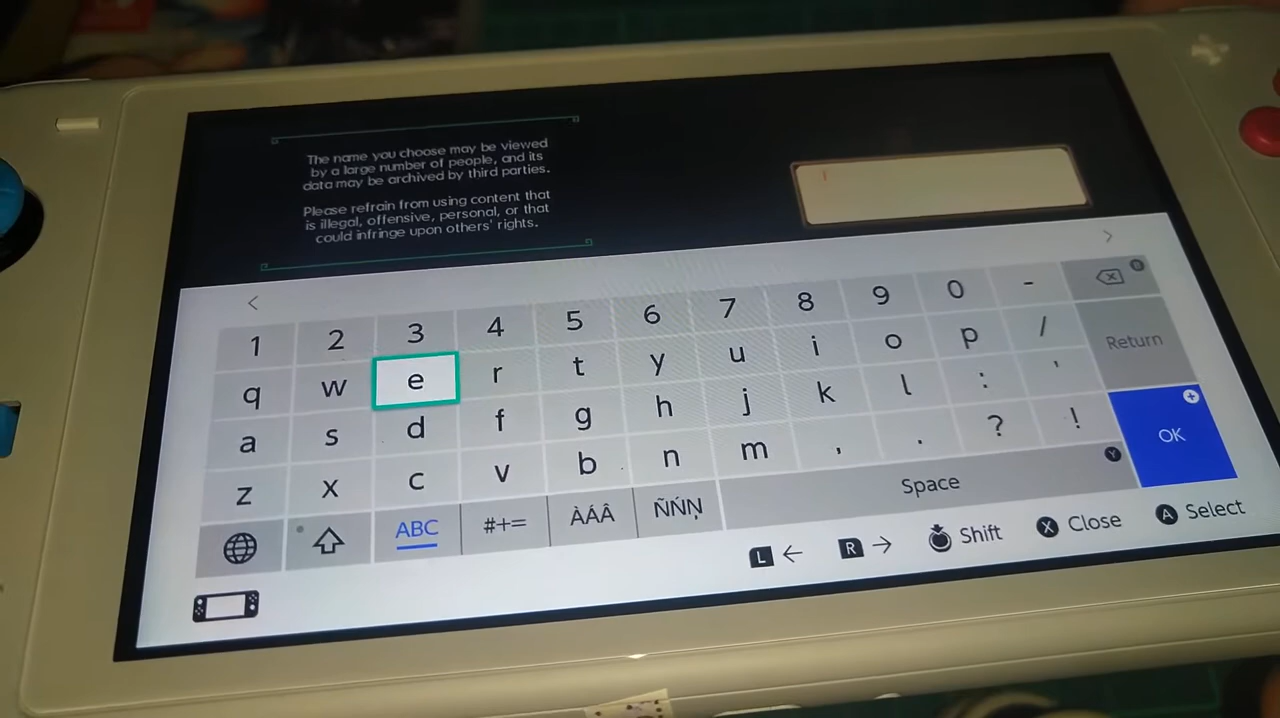 The name you choose may be viewed
by a large number of people, and its
data may be archived by third parties.
Please refrain from using content that
is illegal, offensive, personal, or that
could infringe upon others' rights.
1 2 3 4 5 6 7 8 9 0 -
q w e r t y u i o p / Return
a s d f g h j k l : '
z x c v b n m , . ? ! OK
ABC #+= ÀÁÂ ÑŃŅ Space Y
L ← R → Shift X Close A Select